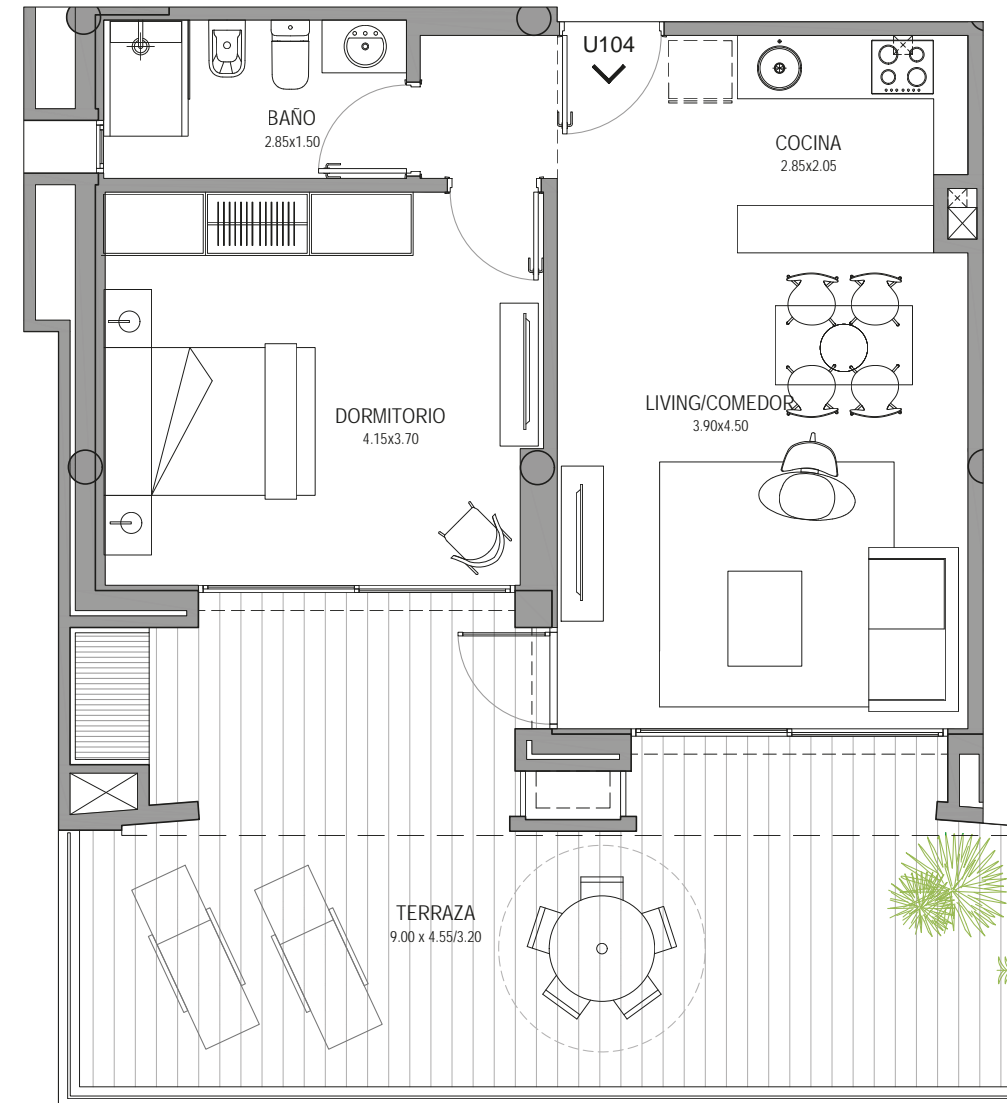 U104
BAÑO
2.85x1.50
COCINA
2.85x2.05
DORMITORIO
4.15x3.70
LIVING/COMEDOR
3.90x4.50
TERRAZA
9.00 x 4.55/3.20